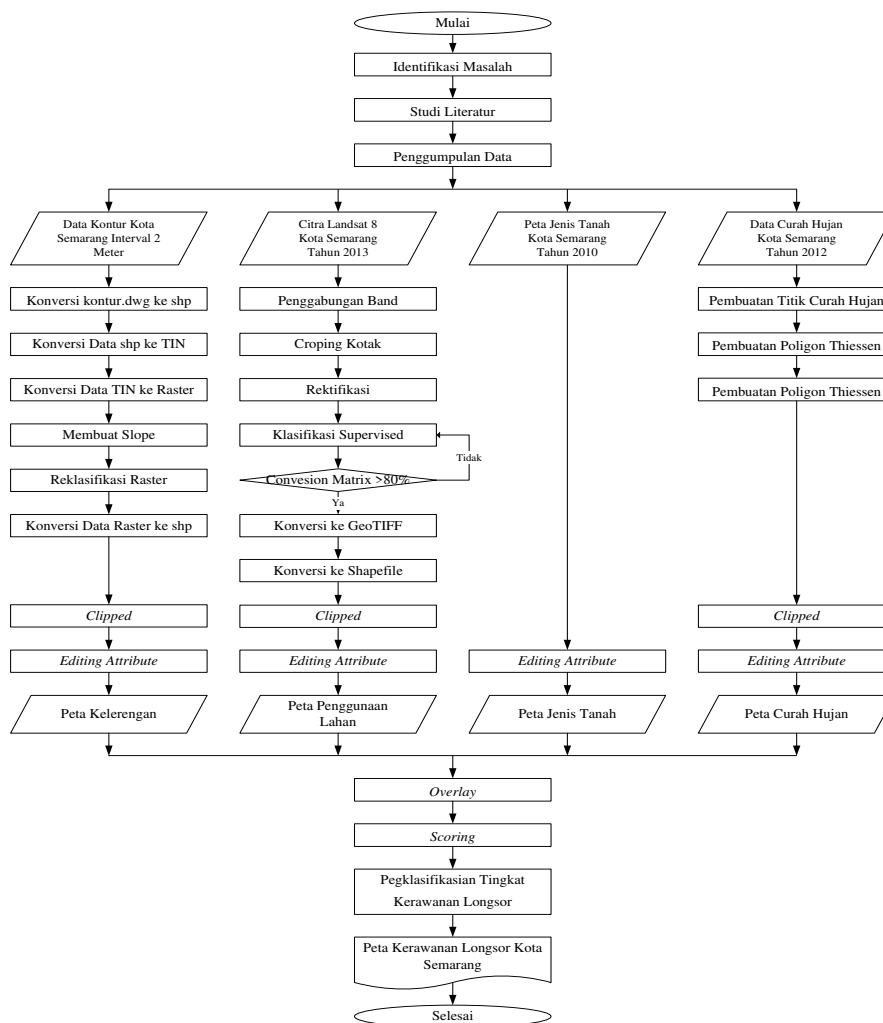 Mulai
Identifikasi Masalah
Studi Literatur
Penggumpulan Data
Data Kontur Kota
Semarang Interval 2
Meter
Konversi kontur.dwg ke shp
Konversi Data shp ke TIN
Konversi Data TIN ke Raster
Membuat Slope
Reklasifikasi Raster
Konversi Data Raster ke shp
Clipped
Editing Attribute
Peta Kelerengan
Citra Landsat 8
Kota Semarang
Tahun 2013
Penggabungan Band
Croping Kotak
Rektifikasi
Klasifikasi Supervised
Tidak
Convesion Matrix >80%
Ya
Konversi ke GeoTIFF
Konversi ke Shapefile
Clipped
Editing Attribute
Peta Penggunaan
Lahan
Peta Jenis Tanah
Kota Semarang
Tahun 2010
Editing Attribute
Peta Jenis Tanah
Data Curah Hujan
Kota Semarang
Tahun 2012
Pembuatan Titik Curah Hujan
Pembuatan Poligon Thiessen
Pembuatan Poligon Thiessen
Clipped
Editing Attribute
Peta Curah Hujan
Overlay
Scoring
Pegklasifikasian Tingkat
Kerawanan Longsor
Peta Kerawanan Longsor Kota
Semarang
Selesai